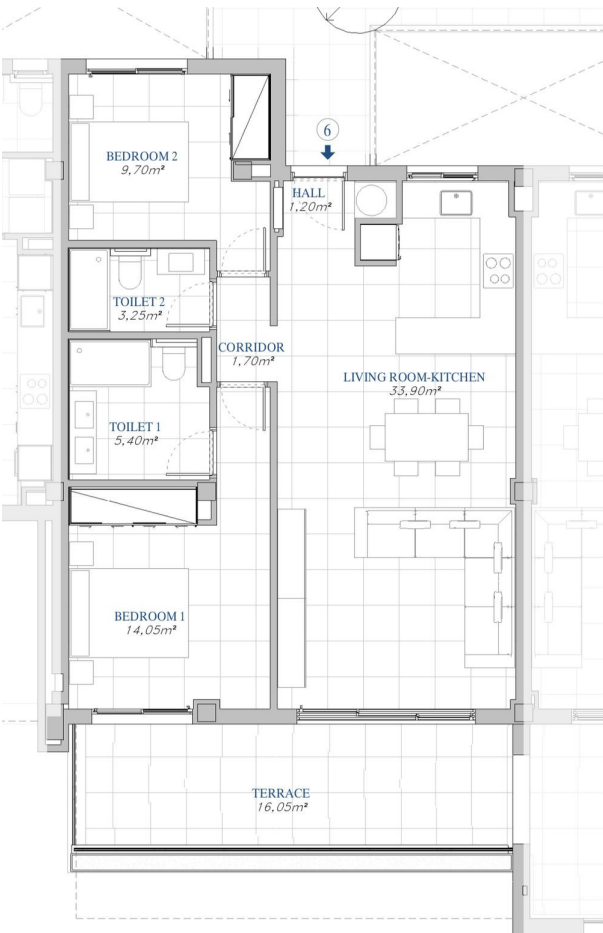 6
BEDROOM 2
9,70m²
HALL
1,20m²
TOILET 2
3,25m²
CORRIDOR
1,70m²
LIVING ROOM-KITCHEN
33,90m²
TOILET 1
5,40m²
BEDROOM 1
14,05m²
TERRACE
16,05m²